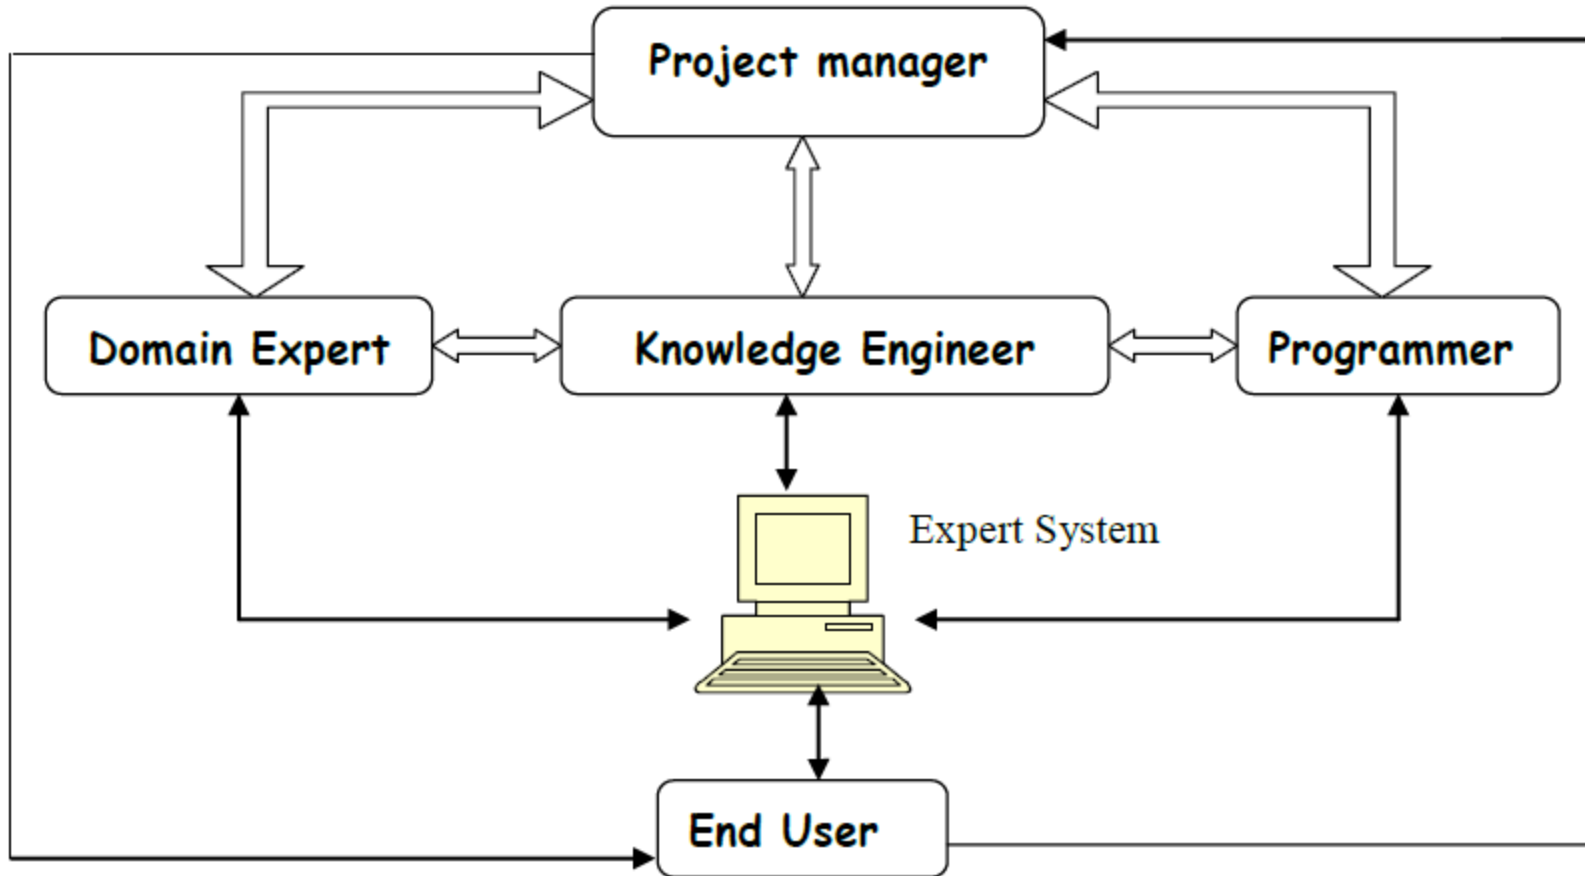 Project manager
Domain Expert
Knowledge Engineer
Programmer
Expert System
End User